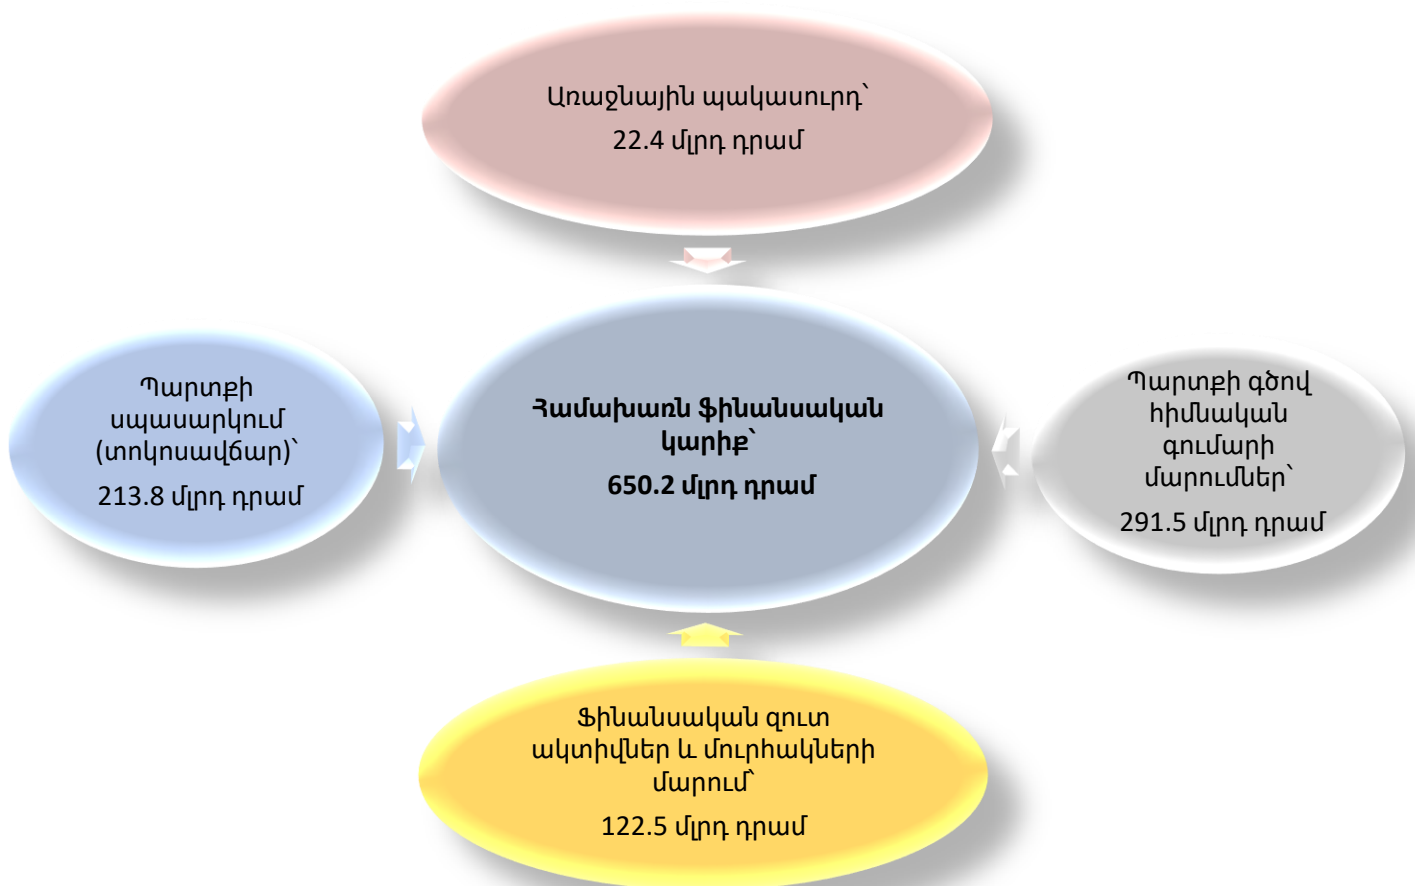 Առաջնային պակասուրդ՝
22.4 մլրդ դրամ
Պարտքի
սպասարկում
(տոկոսավճար)՝
213.8 մլրդ դրամ
Համախառն ֆինանսական
կարիք՝
650.2 մլրդ դրամ
Պարտքի գծով
հիմնական
գումարի
մարումներ՝
291.5 մլրդ դրամ
Ֆինանսական զուտ
ակտիվներ և մուրհակների
մարում՝
122.5 մլրդ դրամ